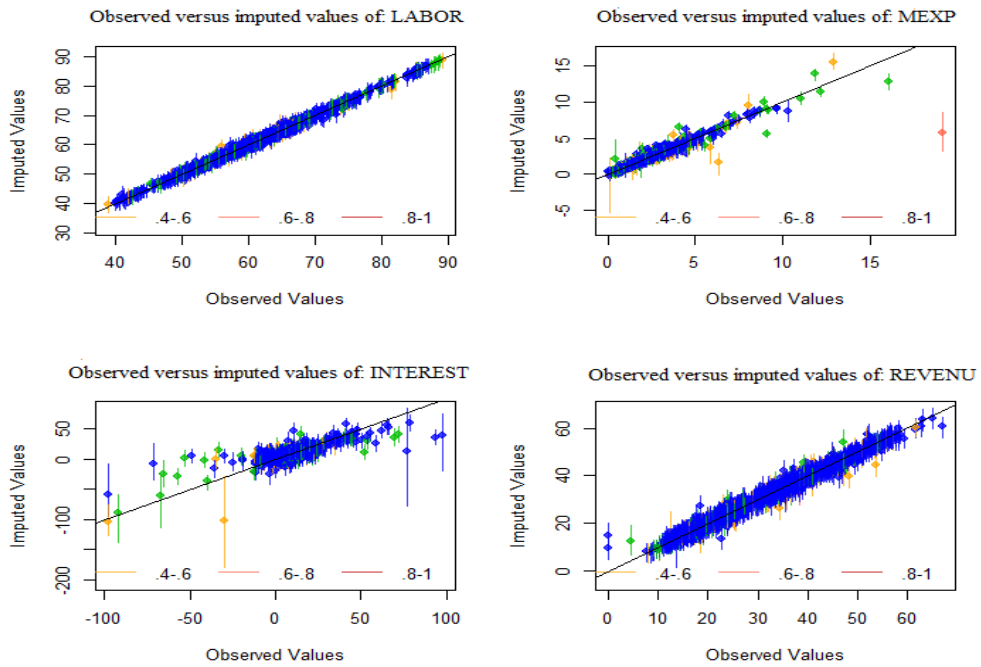 Observed versus imputed values of: LABOR
Imputed Values
90
80
70
60
50
40
30
.4-.6 .6-.8 .8-1
40 50 60 70 80 90
Observed Values
Observed versus imputed values of: MEXP
Imputed Values
15
10
5
0
-5
.4-.6 .6-.8 .8-1
0 5 10 15
Observed Values
Observed versus imputed values of: INTEREST
Imputed Values
50
0
-100
-200
.4-.6 .6-.8 .8-1
-100 -50 0 50 100
Observed Values
Observed versus imputed values of: REVENU
Imputed Values
60
40
20
0
.4-.6 .6-.8 .8-1
0 10 20 30 40 50 60
Observed Values